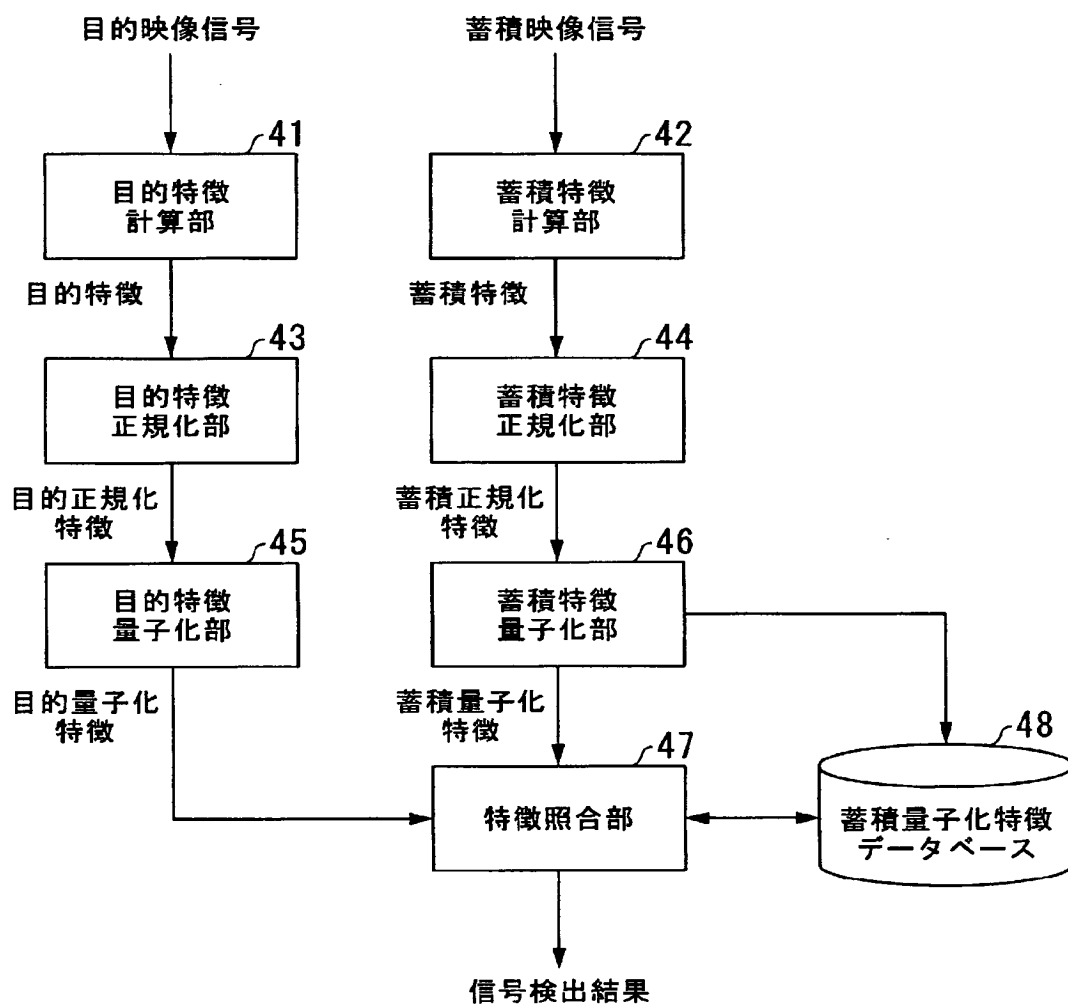 目的映像信号
蓄積映像信号
41
42
目的特徴
計算部
蓄積特徴
計算部
目的特徴
蓄積特徴
43
44
目的特徴
正規化部
蓄積特徴
正規化部
目的正規化
特徴
蓄積正規化
特徴
45
46
目的特徴
量子化部
蓄積特徴
量子化部
目的量子化
特徴
蓄積量子化
特徴
47
48
特徴照合部
蓄積量子化特徴
データベース
信号検出結果